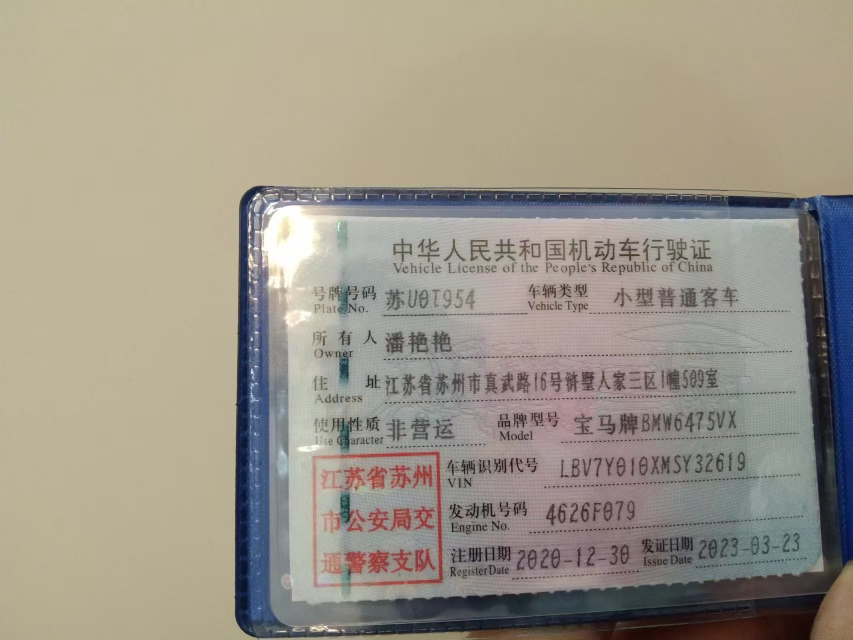 中华人民共和国机动车行驶证
Vehicle License of the People's Republic of China
号牌号码 苏U0T954 车辆类型 小型普通客车
Plate No. Vehicle Type
所有人 潘艳艳
Owner
住址 江苏省苏州市真武路16号浒墅人家三区1幢509室
Address
使用性质 非营运 品牌型号 宝马牌BMW6475VX
Use Character Model
江苏省苏州
市公安局交
通警察支队
车辆识别代号 LBV7Y010XMSY32619
VIN
发动机号码 4626F079
Engine No.
注册日期 2020-12-30 发证日期 2023-03-23
Register Date Issue Date